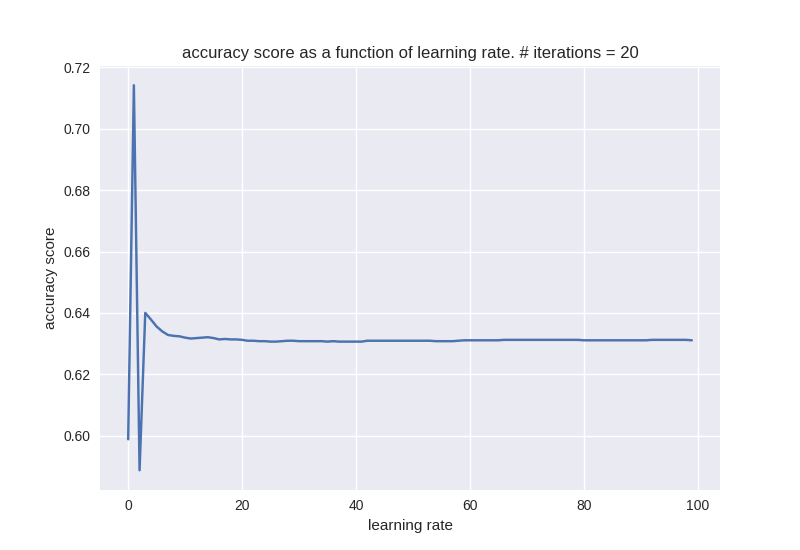 accuracy score as a function of learning rate. # iterations = 20
0.72
0.70
0.68
0.66
0.64
0.62
0.60
accuracy score
0 20 40 60 80 100
learning rate